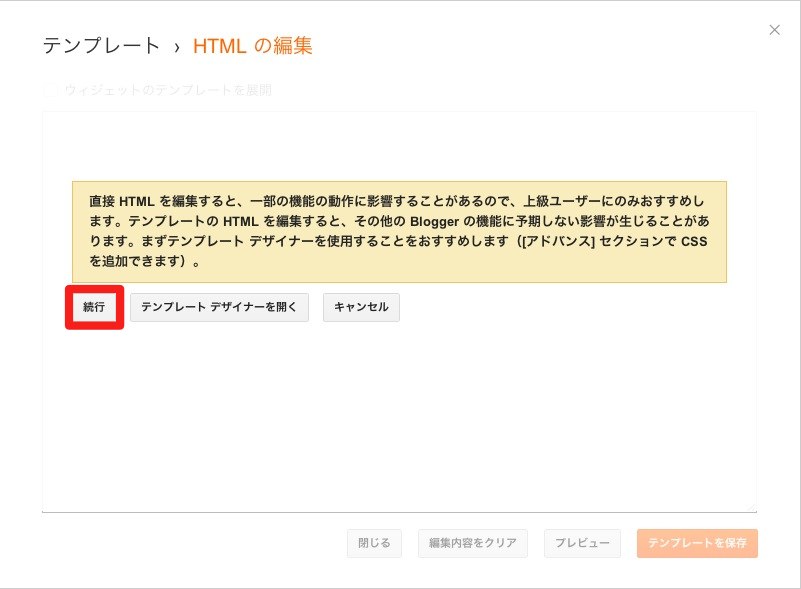 テンプレート › HTML の編集
ウィジェットのテンプレートを展開
直接 HTML を編集すると、一部の機能の動作に影響することがあるので、上級ユーザーにのみおすすめし
ます。テンプレートの HTML を編集すると、その他の Blogger の機能に予期しない影響が生じることがあ
ります。まずテンプレート デザイナーを使用することをおすすめします（[アドバンス] セクションで CSS
を追加できます）。
続行 テンプレート デザイナーを開く キャンセル
閉じる 編集内容をクリア プレビュー テンプレートを保存